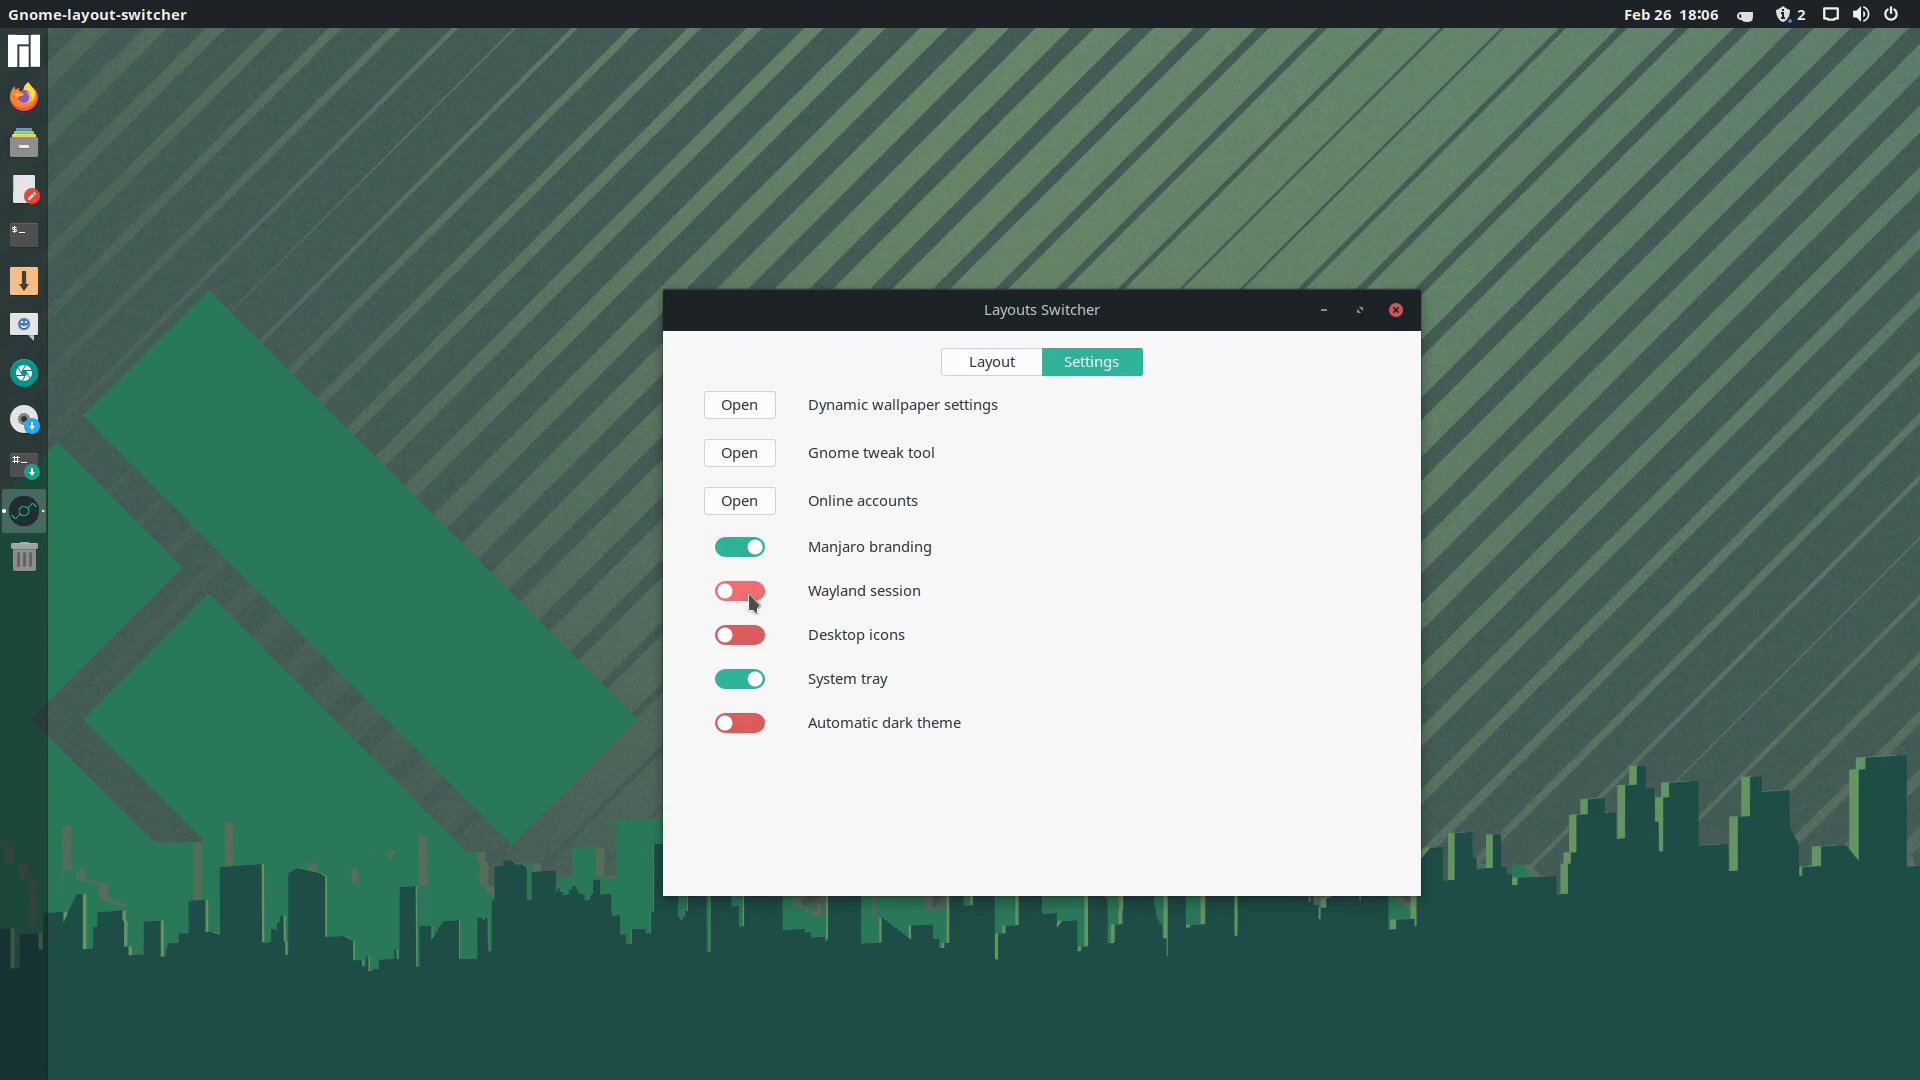 Gnome-layout-switcher
Feb 26 18:06
2
Layouts Switcher
Layout
Settings
Open
Dynamic wallpaper settings
Open
Gnome tweak tool
Open
Online accounts
Manjaro branding
Wayland session
Desktop icons
System tray
Automatic dark theme
$_
#_